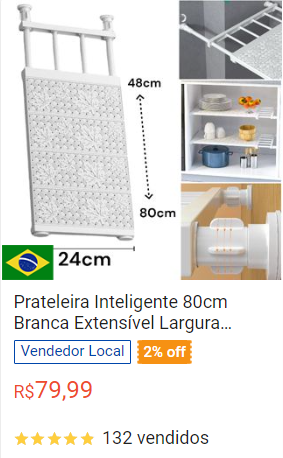 48cm
80cm
24cm
Prateleira Inteligente 80cm
Branca Extensível Largura...
Vendedor Local 2% off
R$79,99
132 vendidos